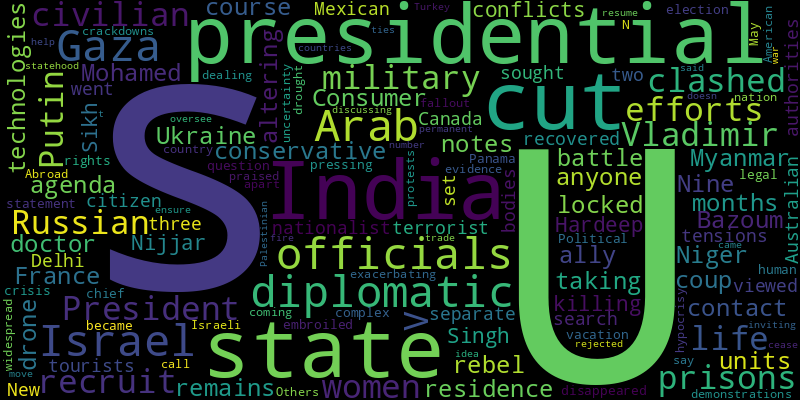 civilian course Mexican conflicts Turkey resume N election
crackdowns presidential ties war
help Gaza countries May American
technologies statehood Mohamed dealing sought two said authorities
Putin altering uncertainty military cut clashed doesn
went drought Consumer nation
S Sikh t oversee Arab fallout Canada efforts
Ukraine discussing recovered Vladimir
rights country conservative permanent number notes U battle Myanmar
Abroad question pressing Panama anyone legal
agenda praised apart India protests evidence set bodies Nine months
statement citizen ensure locked Australian
Russian three nationalist terrorist Hardeep Bazoum
doctor Nijjar Palestinian fire trade Political tensions
Delhi officials ally came
France exacerbating Niger human
crisis chief diplomatic taking coup viewed
widespread drone President coming complex V separate killing contact
became Israeli embroiled search hypocrisy inviting
Israel state Singh vacation life cease
tourists call idea rejected say
move rebel units
New recruit remains Others women residence disappeared prisons
demonstrations